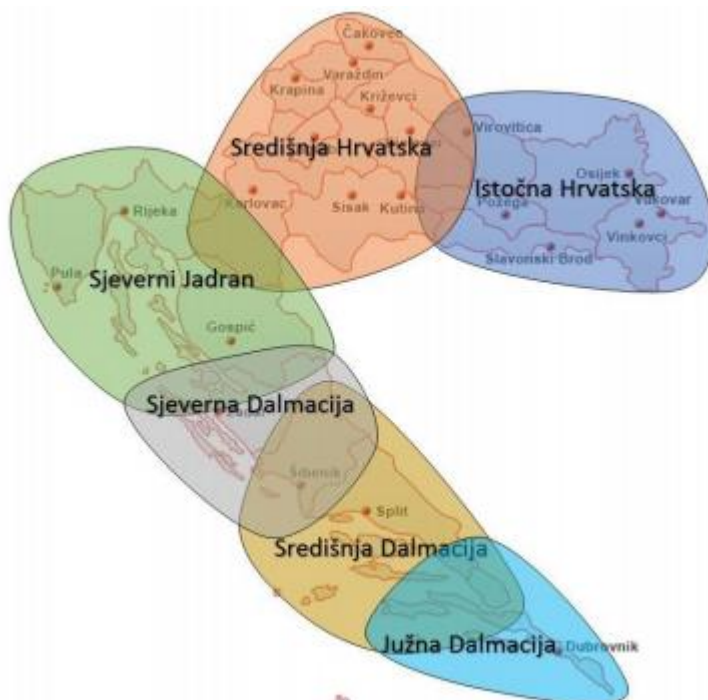 Čakovec
Varaždin
Krapina
Križevci
Središnja Hrvatska
Virovitica
Osijek
Istočna Hrvatska
Karlovac
Sisak
Kutina
Požega
Vukovar
Vinkovci
Slavonski Brod
Rijeka
Pula
Sjeverni Jadran
Gospić
Sjeverna Dalmacija
Šibenik
Split
Središnja Dalmacija
Južna Dalmacija
Dubrovnik